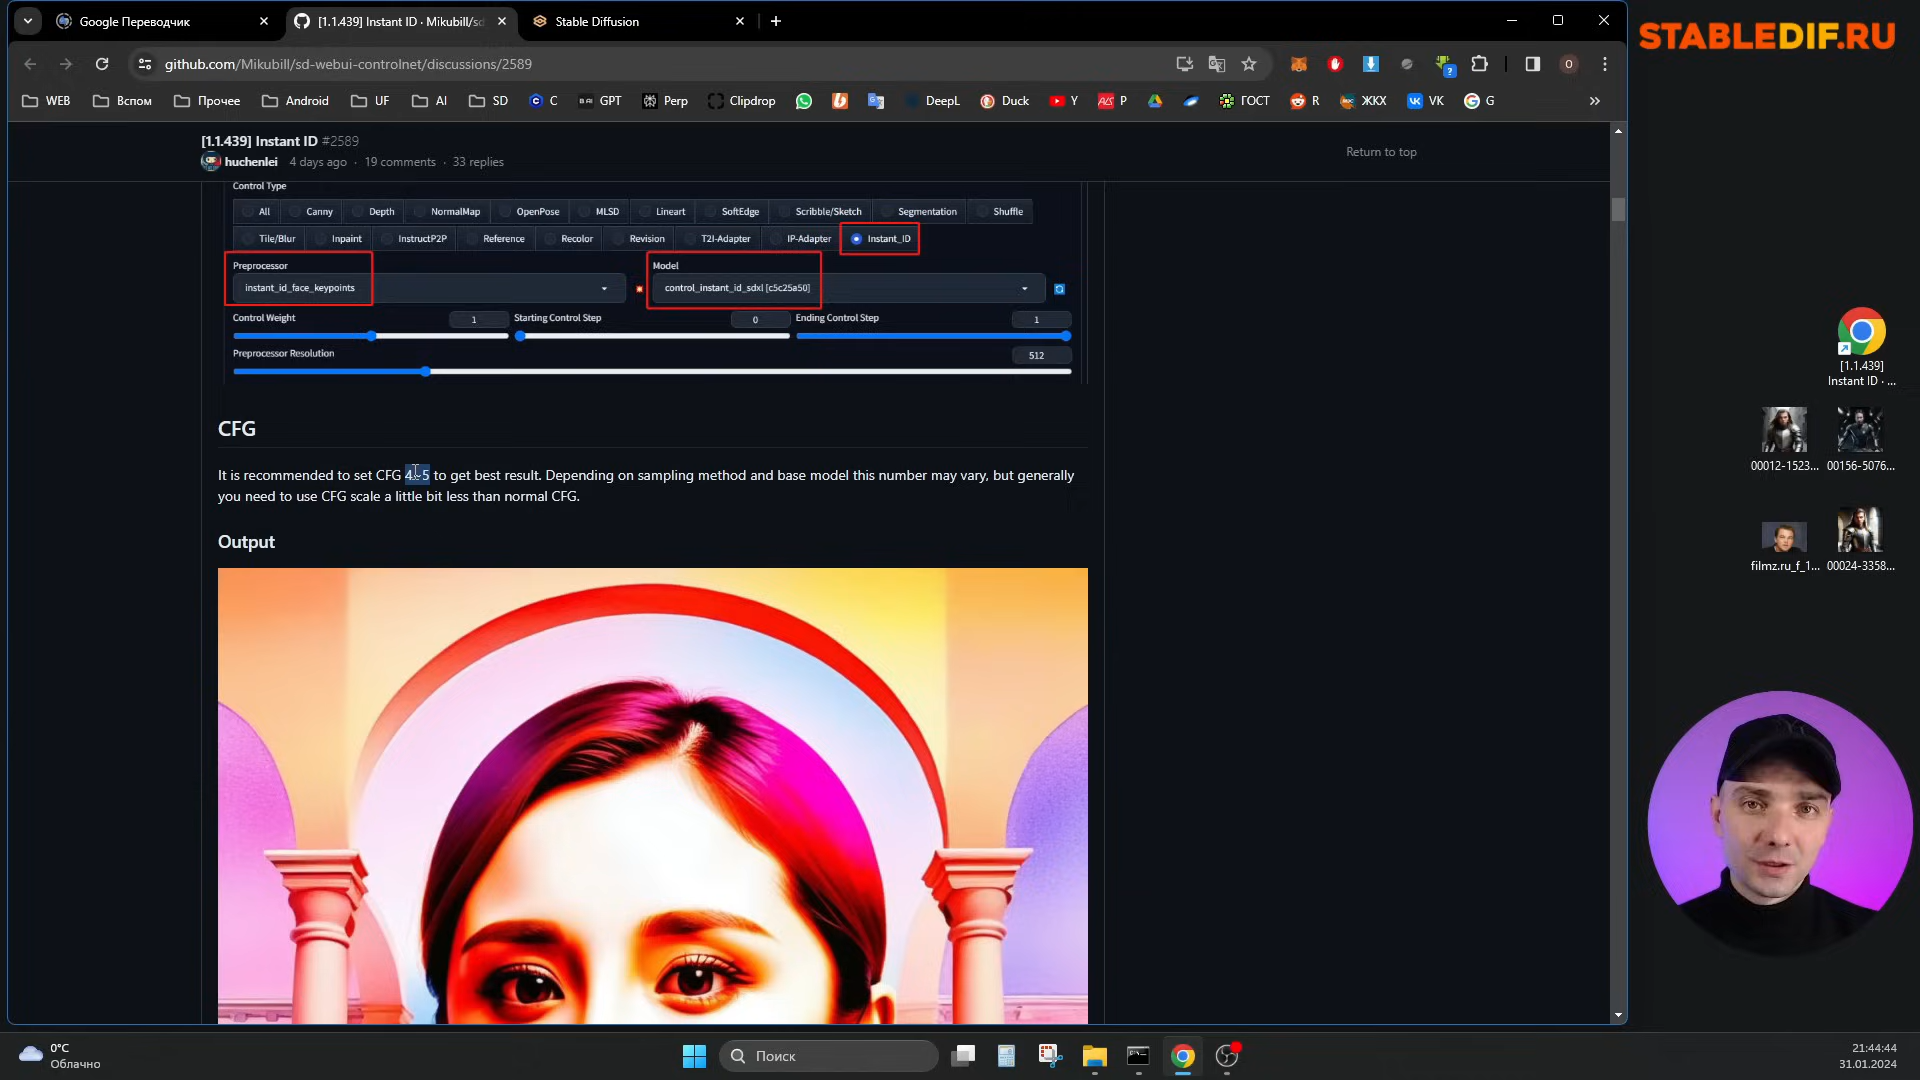 Google Переводчик
[1.1.439] Instant ID · Mikubill/sd
Stable Diffusion
STABLEDIF.RU
github.com/Mikubill/sd-webui-controlnet/discussions/2589
?
O
WEB
Вспом
Прочее
Android
UF
AI
SD
C
GPT
Perp
Clipdrop
DeepL
Duck
Y
P
ГОСТ
R
ЖКХ
VK
G
»
[1.1.439] Instant ID #2589
huchenlei 4 days ago · 19 comments · 33 replies
Return to top
Control Type
All
Canny
Depth
NormalMap
OpenPose
MLSD
Lineart
SoftEdge
Scribble/Sketch
Segmentation
Shuffle
Tile/Blur
Inpaint
InstructP2P
Reference
Recolor
Revision
T2I-Adapter
IP-Adapter
Instant_ID
Preprocessor
Model
instant_id_face_keypoints
control_instant_id_sdxl [c5c25a50]
Control Weight
1
Starting Control Step
0
Ending Control Step
1
Preprocessor Resolution
512
CFG
It is recommended to set CFG 4~5 to get best result. Depending on sampling method and base model this number may vary, but generally
you need to use CFG scale a little bit less than normal CFG.
Output
[1.1.439]
Instant ID · ...
00012-1523...
00156-5076...
filmz.ru_f_1...
00024-3358...
0°C
Облачно
Поиск
21:44:44
31.01.2024